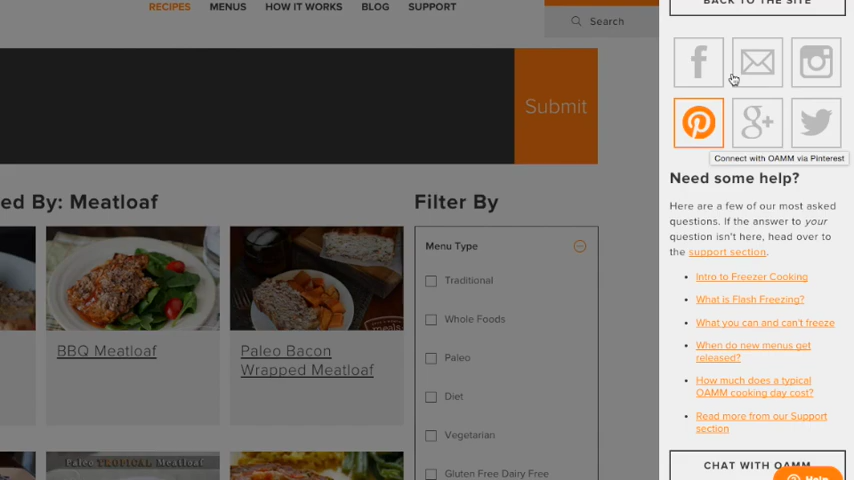 RECIPES MENUS HOW IT WORKS BLOG SUPPORT
Search
Submit
ed By: Meatloaf
BBQ Meatloaf
Paleo Bacon
Wrapped Meatloaf
Paleo TROPICAL Meatloaf
Filter By
Menu Type
Traditional
Whole Foods
Paleo
Diet
Vegetarian
Gluten Free Dairy Free
BACK TO THE SITE
Connect with OAMM via Pinterest
Need some help?
Here are a few of our most asked
questions. If the answer to your
question isn't here, head over to
the support section.
Intro to Freezer Cooking
What is Flash Freezing?
What you can and can't freeze
When do new menus get
released?
How much does a typical
OAMM cooking day cost?
Read more from our Support
section
CHAT WITH OAMM
Help